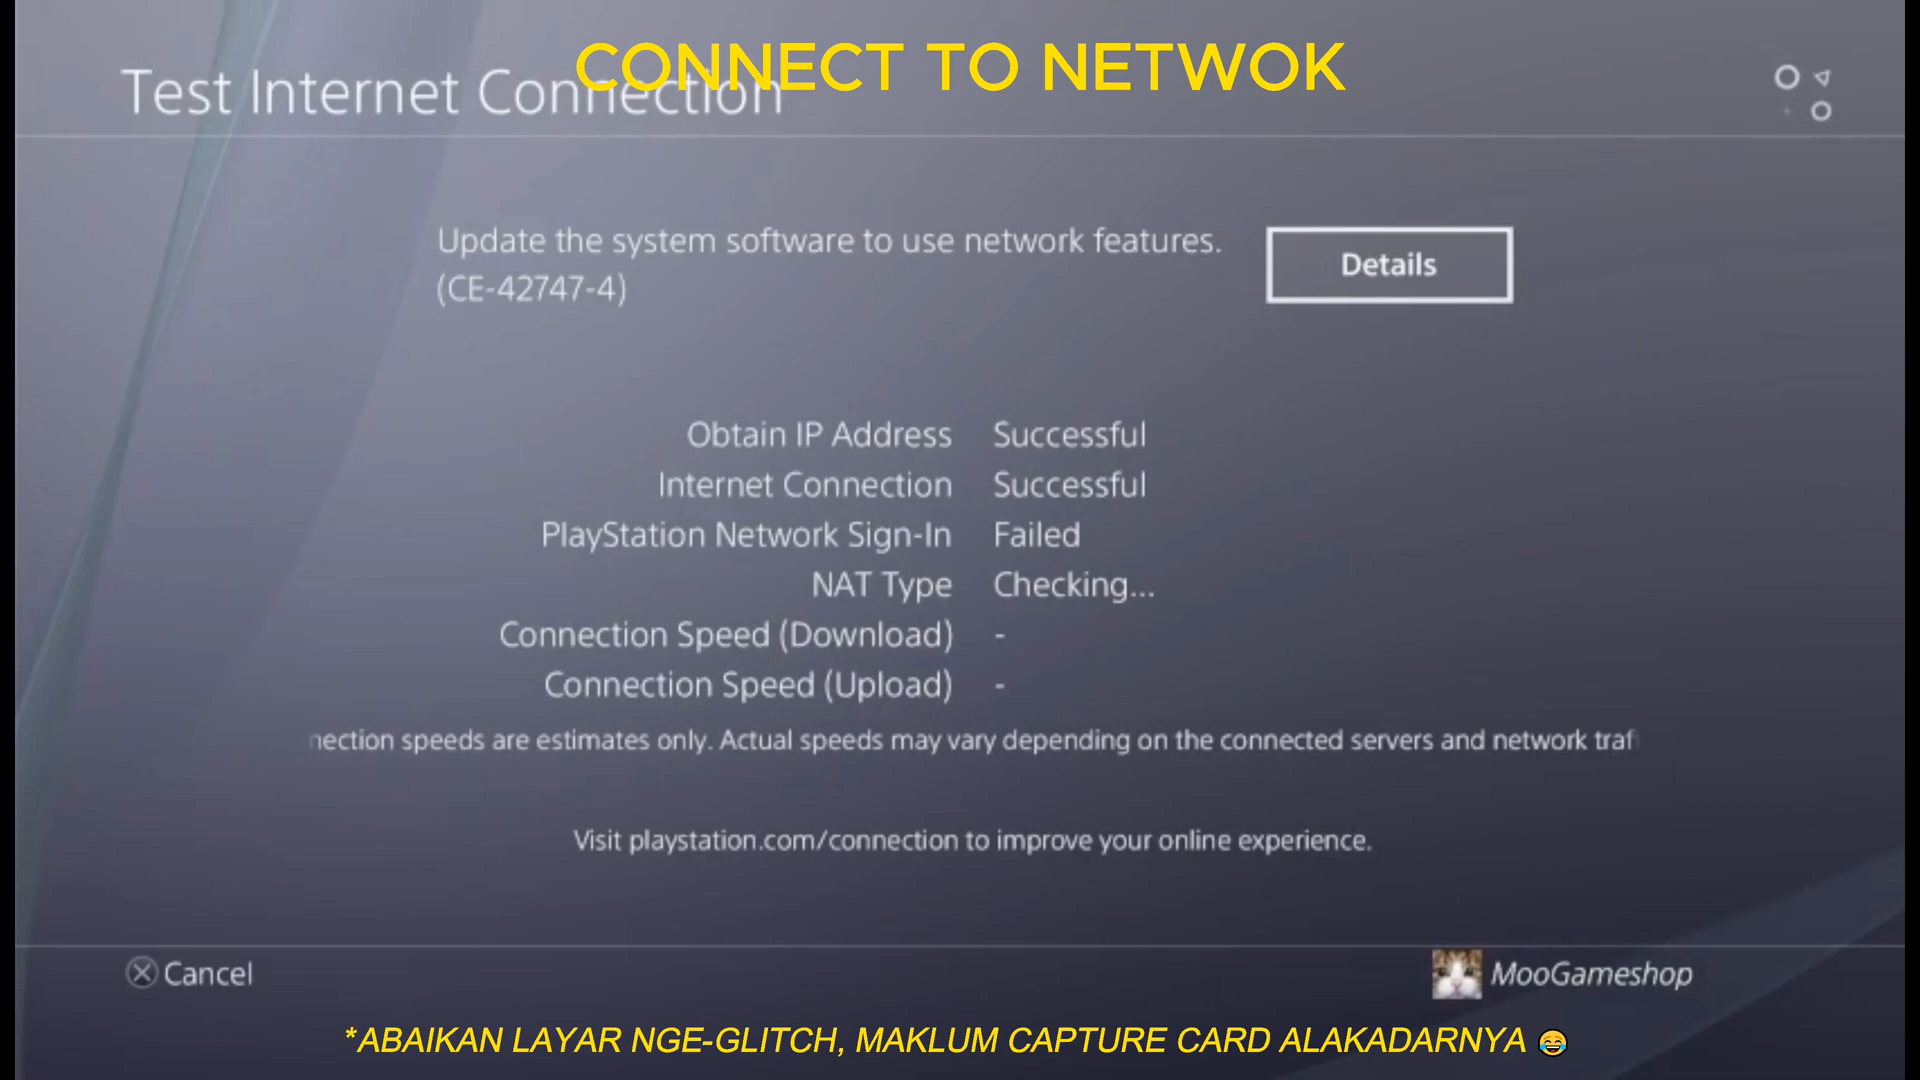 CONNECT TO NETWOK
Test Internet Connection
Update the system software to use network features.
(CE-42747-4)
Details
Obtain IP Address Successful
Internet Connection Successful
PlayStation Network Sign-In Failed
NAT Type Checking...
Connection Speed (Download) -
Connection Speed (Upload) -
nection speeds are estimates only. Actual speeds may vary depending on the connected servers and network traf
Visit playstation.com/connection to improve your online experience.
Cancel
MooGameshop
*ABAIKAN LAYAR NGE-GLITCH, MAKLUM CAPTURE CARD ALAKADARNYA 😂